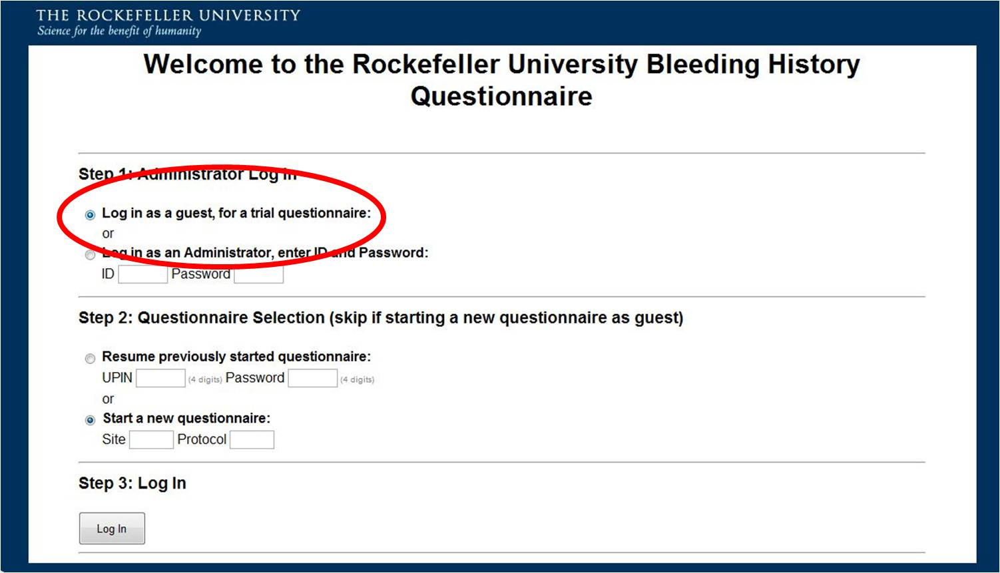 THE ROCKEFELLER UNIVERSITY
Science for the benefit of humanity
Welcome to the Rockefeller University Bleeding History
Questionnaire
Step 1: Administrator Log In
Log in as a guest, for a trial questionnaire:
or
Log in as an Administrator, enter ID and Password:
ID Password
Step 2: Questionnaire Selection (skip if starting a new questionnaire as guest)
Resume previously started questionnaire:
UPIN (4 digits) Password (4 digits)
or
Start a new questionnaire:
Site Protocol
Step 3: Log In
Log In